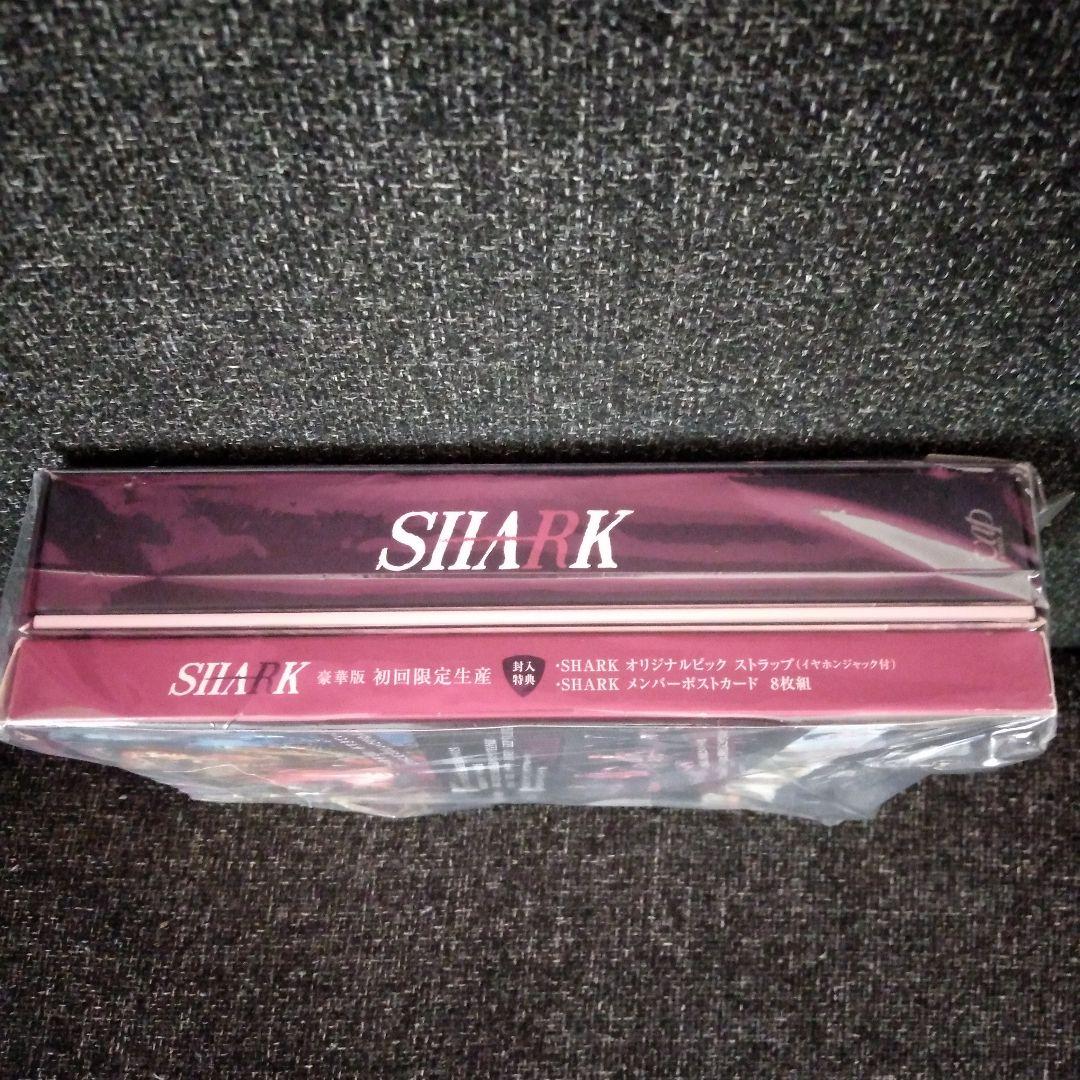 SHARK
vap
SHARK 豪華版 初回限定生産 封入特典
・SHARK オリジナルピック ストラップ（イヤホンジャック付）
・SHARK メンバーポストカード 8枚組